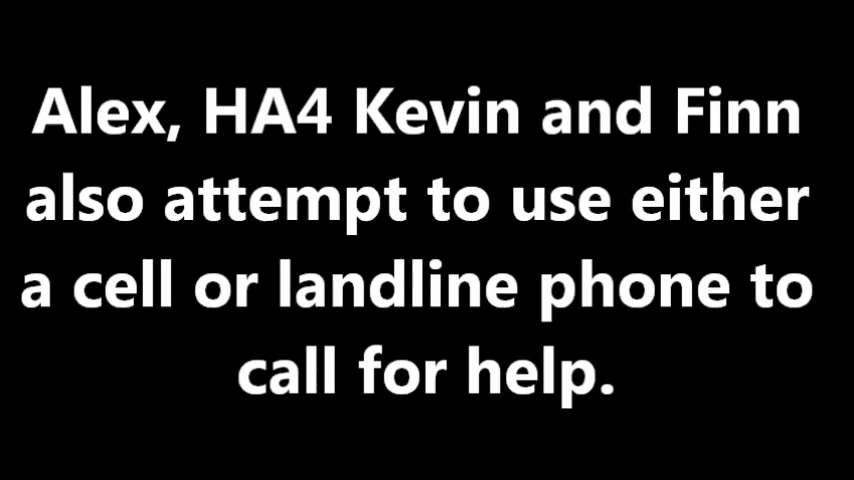 Alex, HA4 Kevin and Finn
also attempt to use either
a cell or landline phone to
call for help.